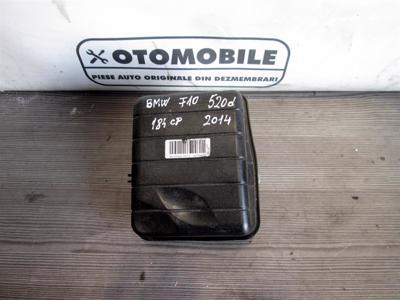 OTOMOBILE
PIESE AUTO ORIGINALE DIN DEZMEMBRARI
BMW F10 520d
184 CP 2014